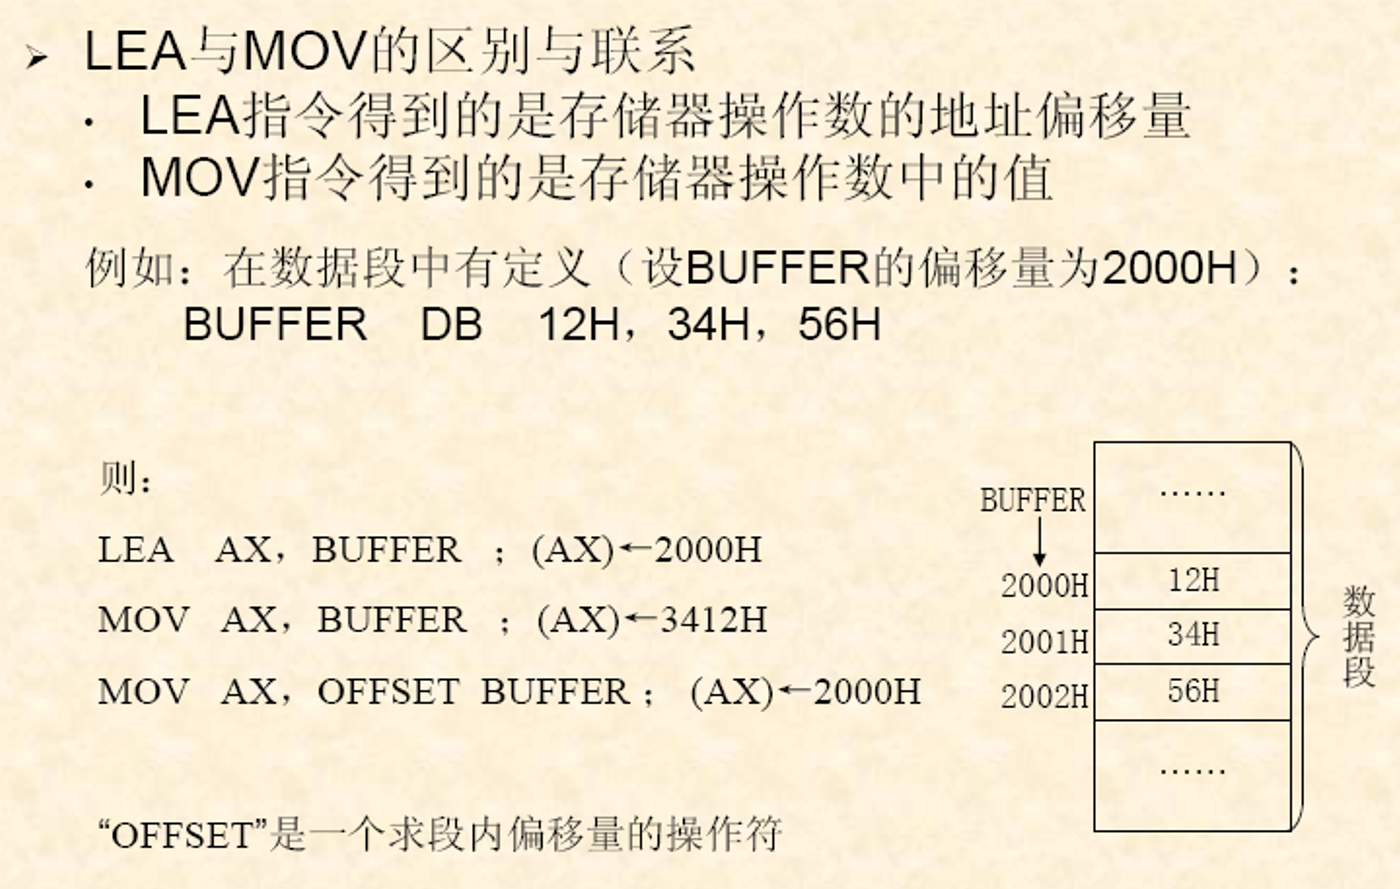 ➢ LEA与MOV的区别与联系
• LEA指令得到的是存储器操作数的地址偏移量
• MOV指令得到的是存储器操作数中的值
例如：在数据段中有定义（设BUFFER的偏移量为2000H）：
BUFFER DB 12H，34H，56H
则：
LEA AX，BUFFER ；(AX)←2000H
MOV AX，BUFFER ；(AX)←3412H
MOV AX，OFFSET BUFFER； (AX)←2000H
“OFFSET”是一个求段内偏移量的操作符
……
BUFFER
2000H 12H
2001H 34H
2002H 56H
……
数据段